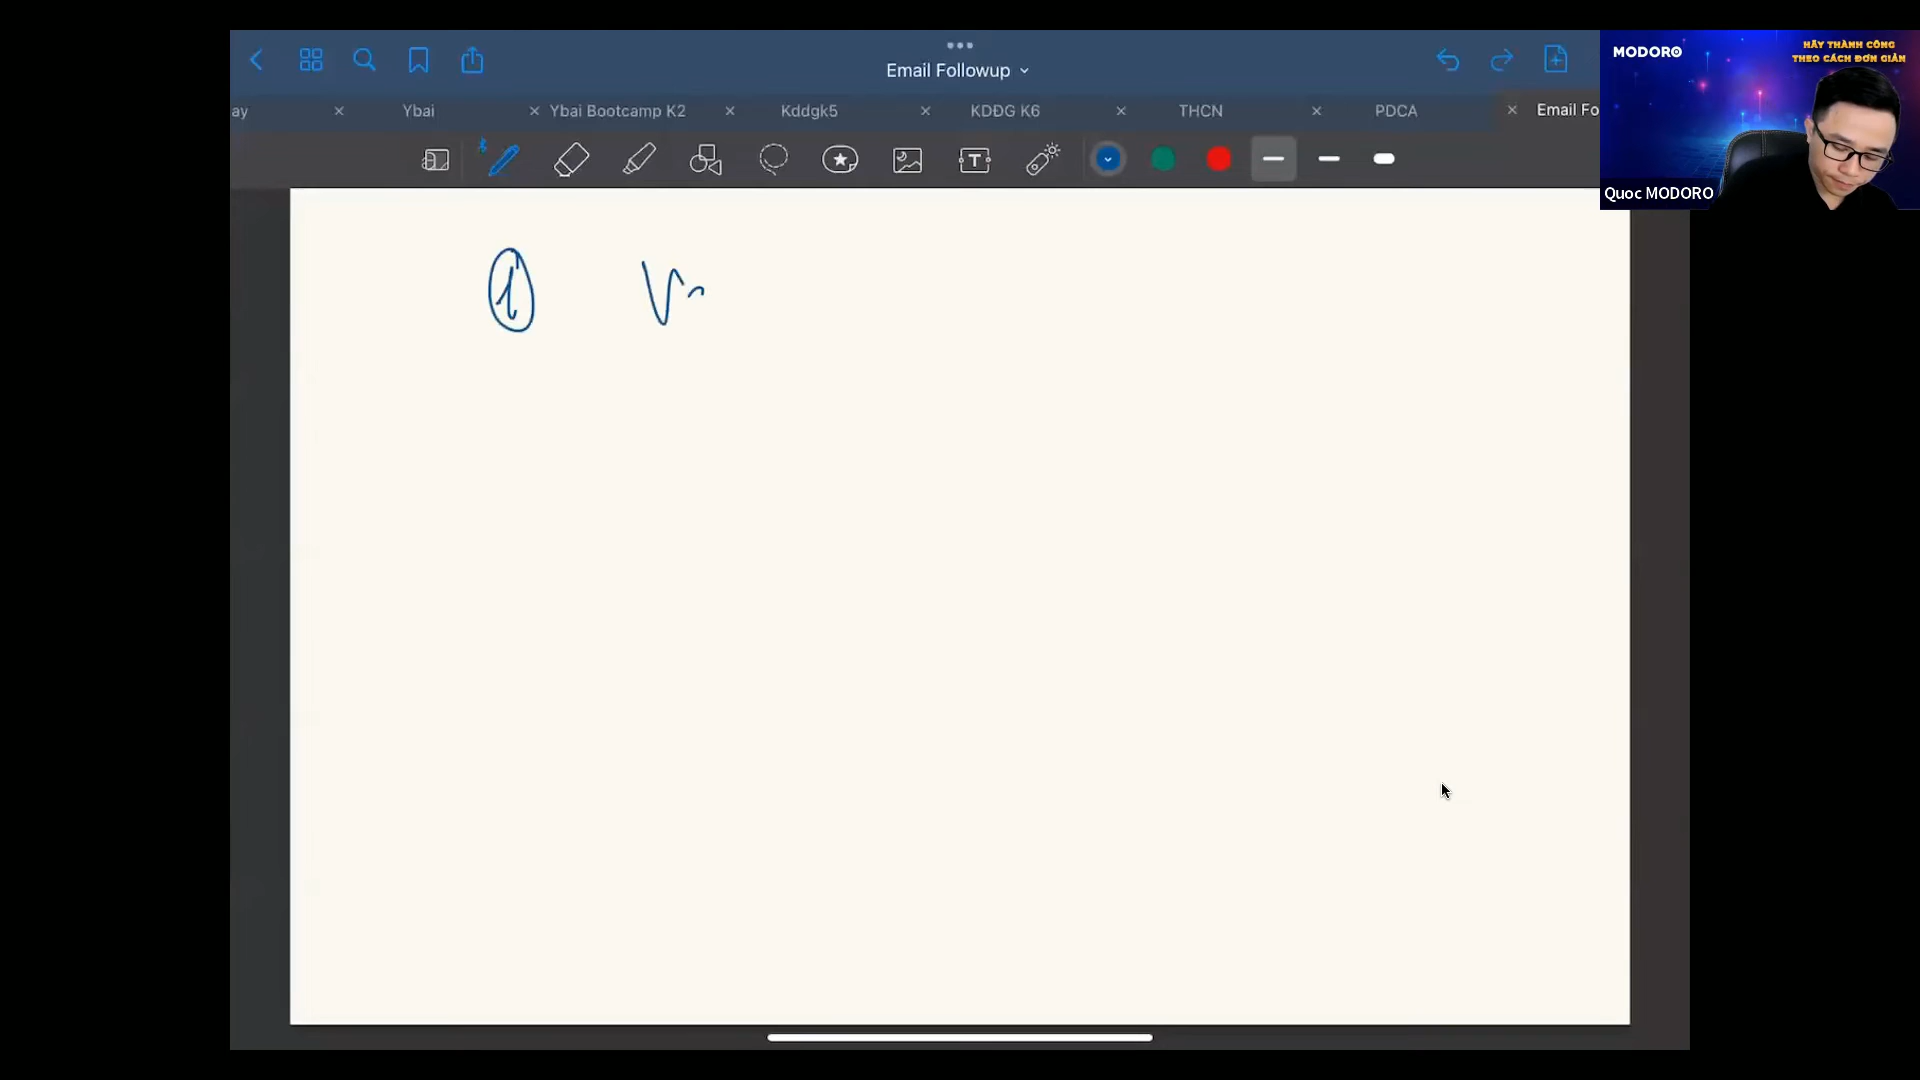 Email Followup
MODORO
HÃY THÀNH CÔNG
THEO CÁCH ĐƠN GIẢN
ay
Ybai
Ybai Bootcamp K2
Kddgk5
KDĐG K6
THCN
PDCA
Email Fo
T
Quoc MODORO
1